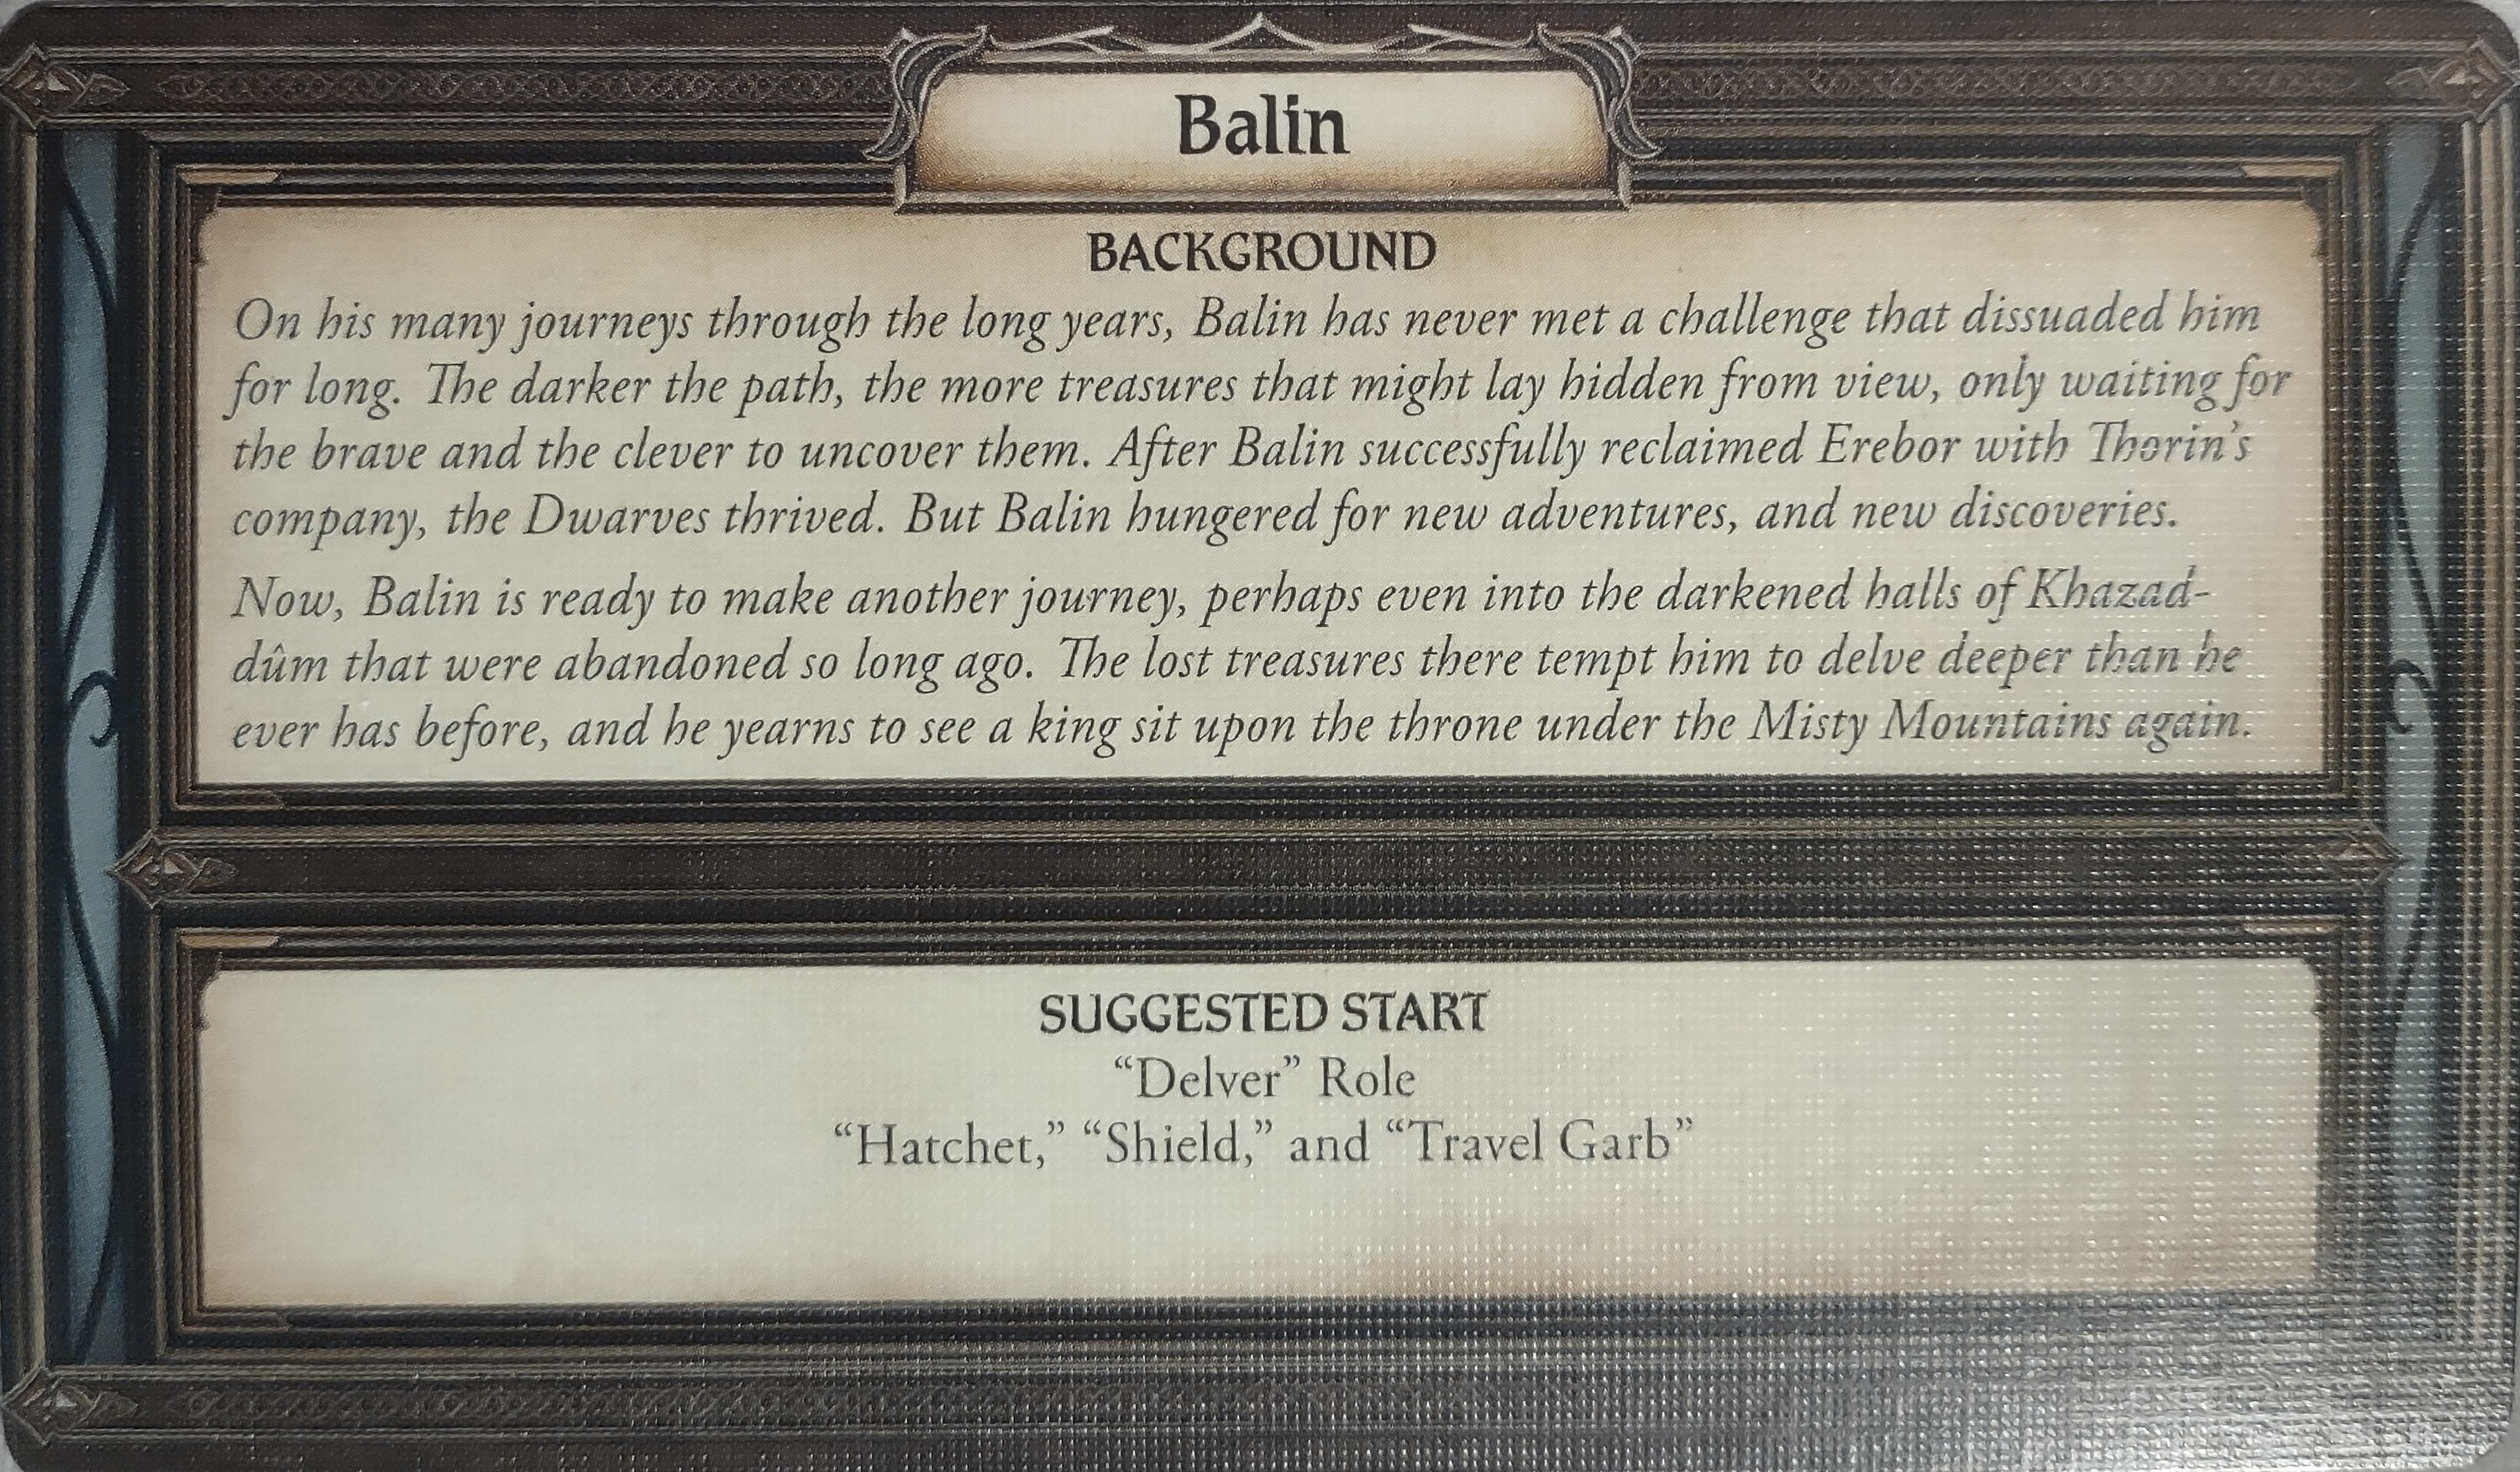 Balin
BACKGROUND
On his many journeys through the long years, Balin has never met a challenge that dissuaded him
for long. The darker the path, the more treasures that might lay hidden from view, only waiting for
the brave and the clever to uncover them. After Balin successfully reclaimed Erebor with Thorin’s
company, the Dwarves thrived. But Balin hungered for new adventures, and new discoveries.
Now, Balin is ready to make another journey, perhaps even into the darkened halls of Khazad-
dûm that were abandoned so long ago. The lost treasures there tempt him to delve deeper than he
ever has before, and he yearns to see a king sit upon the throne under the Misty Mountains again.
SUGGESTED START
“Delver” Role
“Hatchet,” “Shield,” and “Travel Garb”